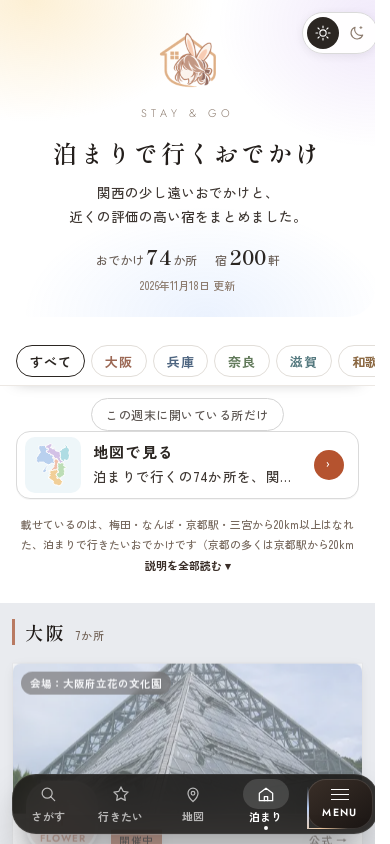 STAY & GO
泊まりで行くおでかけ
関西の少し遠いおでかけと、
近くの評価の高い宿をまとめました。
おでかけ74か所 宿200軒
2026年11月18日 更新
すべて 大阪 兵庫 奈良 滋賀 和歌
この週末に開いている所だけ
地図で見る
泊まりで行くの74か所を、関…
載せているのは、梅田・なんば・京都駅・三宮から20km以上はなれ
た、泊まりで行きたいおでかけです（京都の多くは京都駅から20km
説明を全部読む ▾
大阪 7か所
会場：大阪府立花の文化園
さがす 行きたい 地図 泊まり MENU
FLOWER 開催中 公式 →